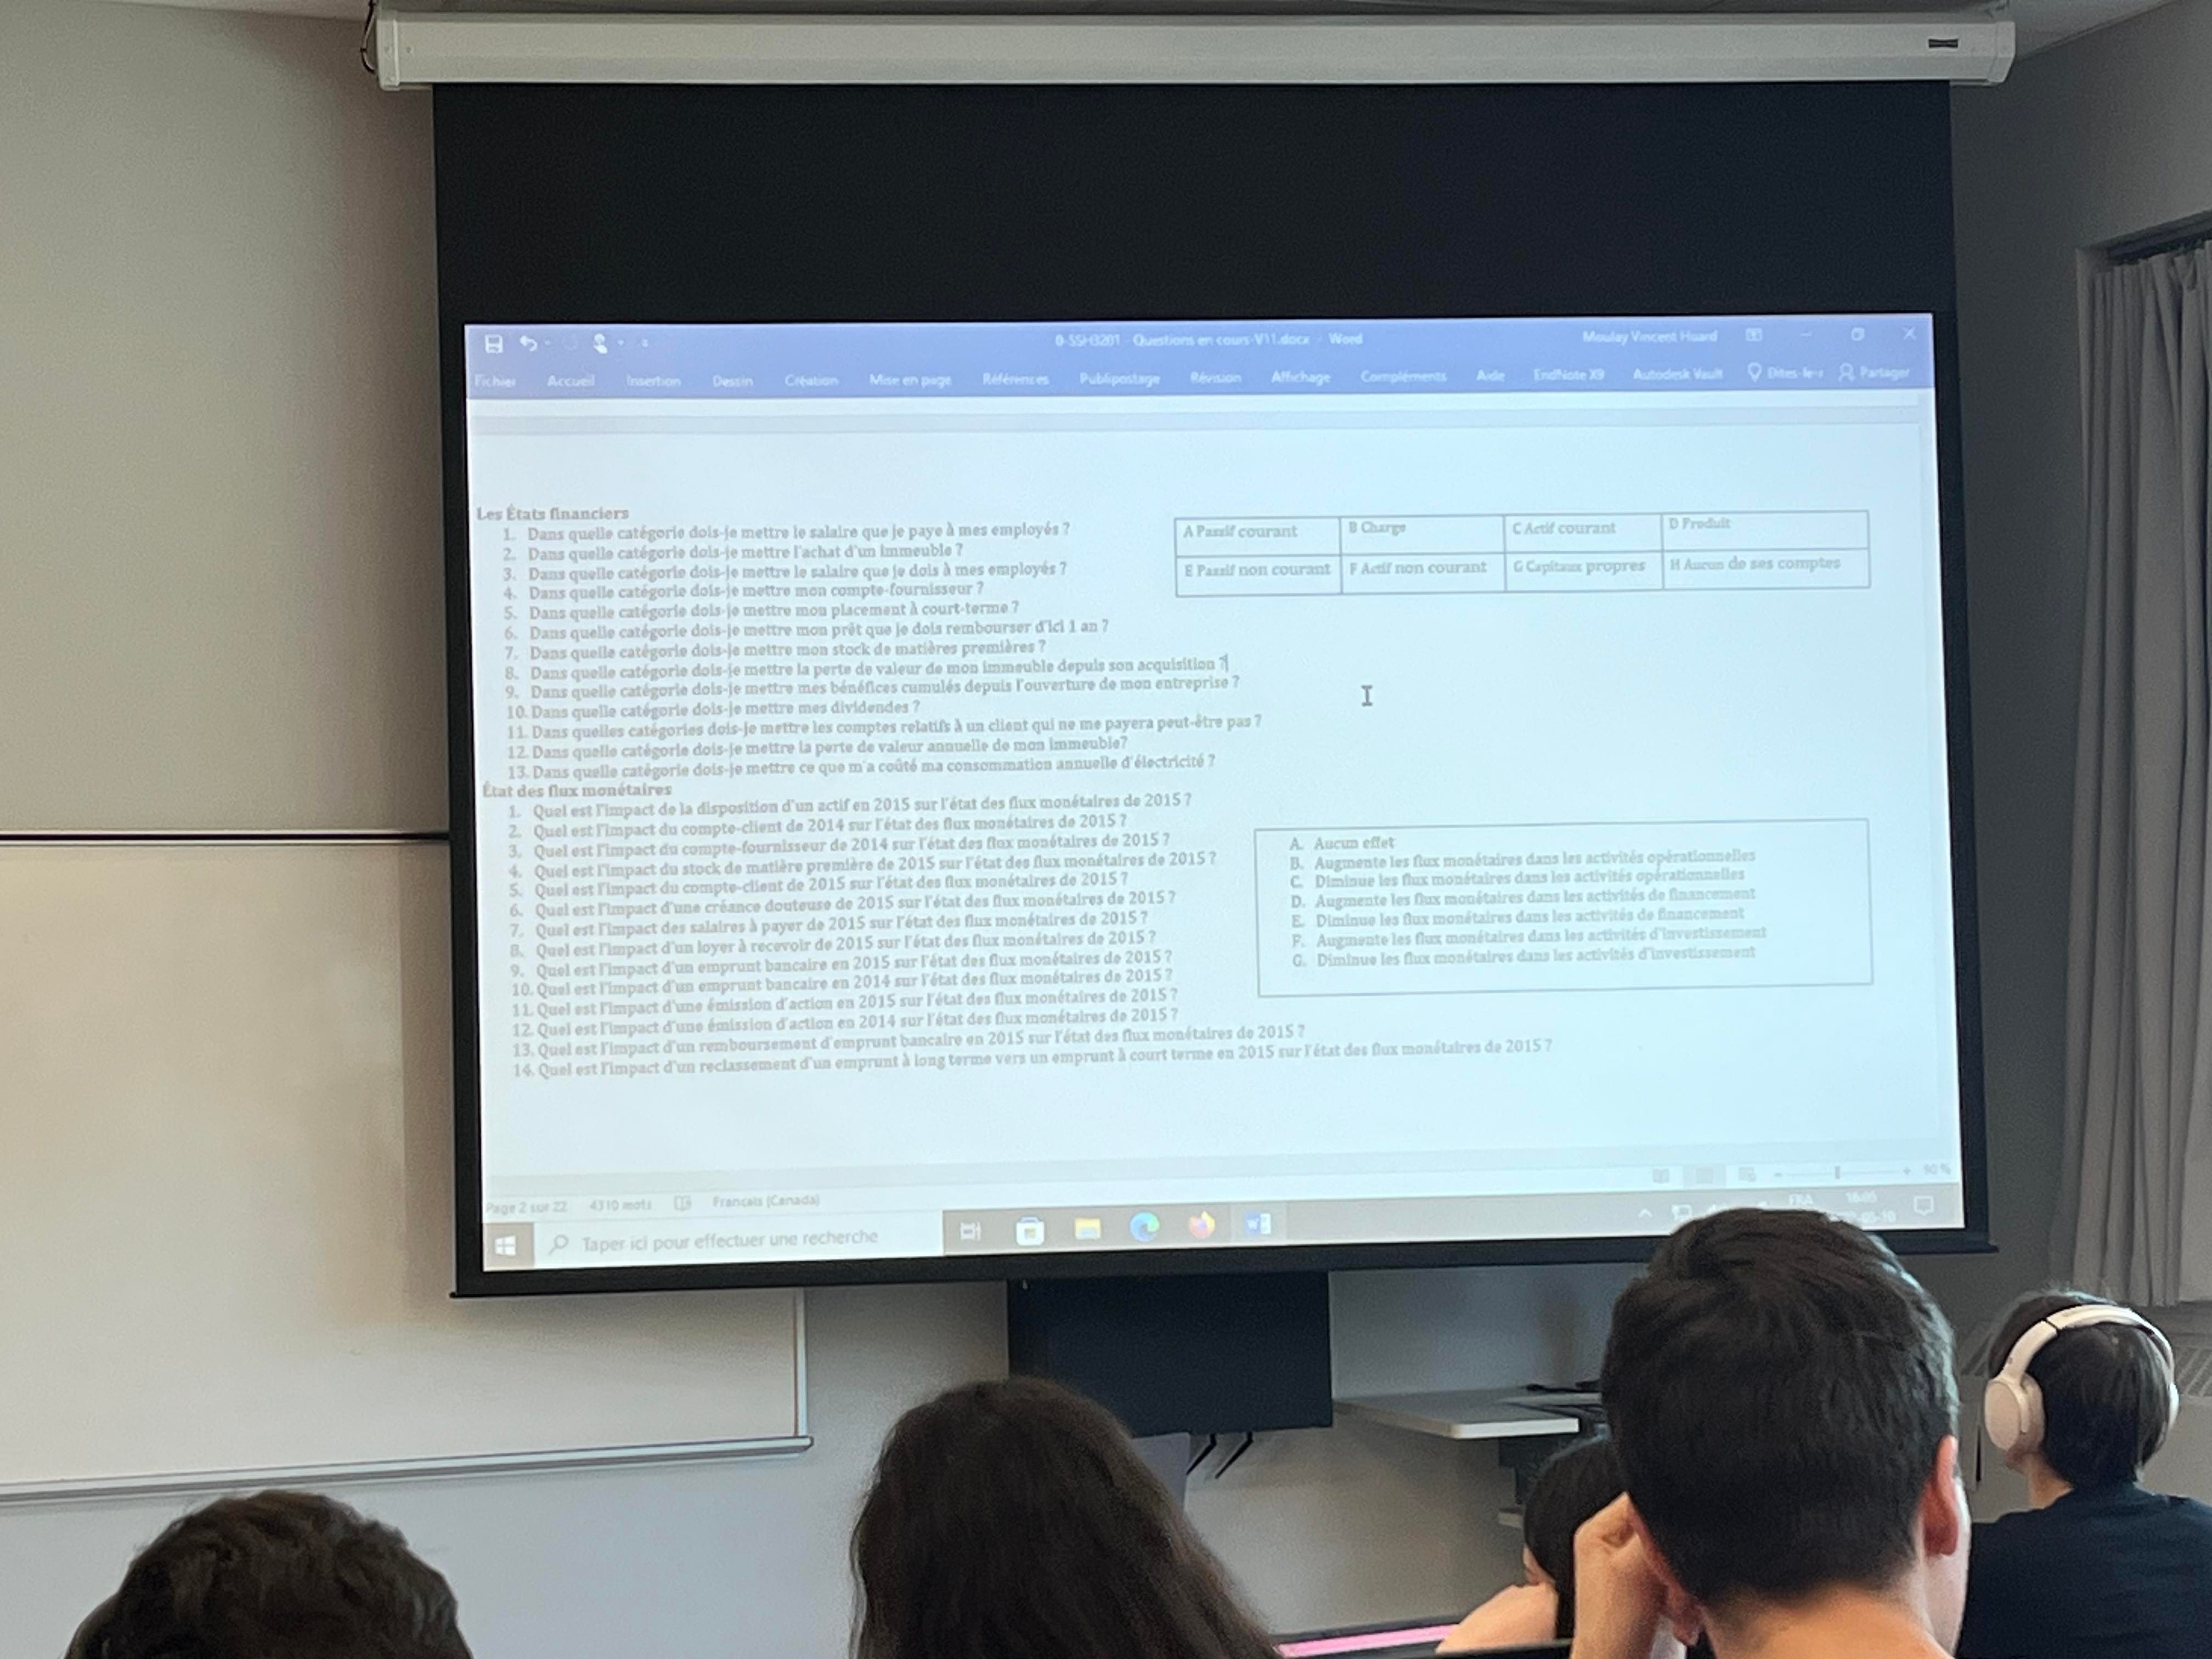 0-SSH3201 - Questions en cours-V11.docx - Word
Moulay Vincent Huard
Fichier Accueil Insertion Dessin Création Mise en page Références Publipostage Révision Affichage Compléments Aide EndNote X9 Autodesk Vault Dites-le-r Partager
Les États financiers
1. Dans quelle catégorie dois-je mettre le salaire que je paye à mes employés ?
2. Dans quelle catégorie dois-je mettre l'achat d'un immeuble ?
3. Dans quelle catégorie dois-je mettre le salaire que je dois à mes employés ?
4. Dans quelle catégorie dois-je mettre mon compte-fournisseur ?
5. Dans quelle catégorie dois-je mettre mon placement à court-terme ?
6. Dans quelle catégorie dois-je mettre mon prêt que je dois rembourser d'ici 1 an ?
7. Dans quelle catégorie dois-je mettre mon stock de matières premières ?
8. Dans quelle catégorie dois-je mettre la perte de valeur de mon immeuble depuis son acquisition ?
9. Dans quelle catégorie dois-je mettre mes bénéfices cumulés depuis l'ouverture de mon entreprise ?
10. Dans quelle catégorie dois-je mettre mes dividendes ?
11. Dans quelles catégories dois-je mettre les comptes relatifs à un client qui ne me payera peut-être pas ?
12. Dans quelle catégorie dois-je mettre la perte de valeur annuelle de mon immeuble?
13. Dans quelle catégorie dois-je mettre ce que m'a coûté ma consommation annuelle d'électricité ?
A Passif courant B Charge C Actif courant D Produit
E Passif non courant F Actif non courant G Capitaux propres H Aucun de ses comptes
État des flux monétaires
1. Quel est l'impact de la disposition d'un actif en 2015 sur l'état des flux monétaires de 2015 ?
2. Quel est l'impact du compte-client de 2014 sur l'état des flux monétaires de 2015 ?
3. Quel est l'impact du compte-fournisseur de 2014 sur l'état des flux monétaires de 2015 ?
4. Quel est l'impact du stock de matière première de 2015 sur l'état des flux monétaires de 2015 ?
5. Quel est l'impact du compte-client de 2015 sur l'état des flux monétaires de 2015 ?
6. Quel est l'impact d'une créance douteuse de 2015 sur l'état des flux monétaires de 2015 ?
7. Quel est l'impact des salaires à payer de 2015 sur l'état des flux monétaires de 2015 ?
8. Quel est l'impact d'un loyer à recevoir de 2015 sur l'état des flux monétaires de 2015 ?
9. Quel est l'impact d'un emprunt bancaire en 2015 sur l'état des flux monétaires de 2015 ?
10. Quel est l'impact d'un emprunt bancaire en 2014 sur l'état des flux monétaires de 2015 ?
11. Quel est l'impact d'une émission d'action en 2015 sur l'état des flux monétaires de 2015 ?
12. Quel est l'impact d'une émission d'action en 2014 sur l'état des flux monétaires de 2015 ?
13. Quel est l'impact d'un remboursement d'emprunt bancaire en 2015 sur l'état des flux monétaires de 2015 ?
14. Quel est l'impact d'un reclassement d'un emprunt à long terme vers un emprunt à court terme en 2015 sur l'état des flux monétaires de 2015 ?
A. Aucun effet
B. Augmente les flux monétaires dans les activités opérationnelles
C. Diminue les flux monétaires dans les activités opérationnelles
D. Augmente les flux monétaires dans les activités de financement
E. Diminue les flux monétaires dans les activités de financement
F. Augmente les flux monétaires dans les activités d'investissement
G. Diminue les flux monétaires dans les activités d'investissement
Page 2 sur 22 4310 mots Français (Canada) 90 %
Taper ici pour effectuer une recherche
FRA